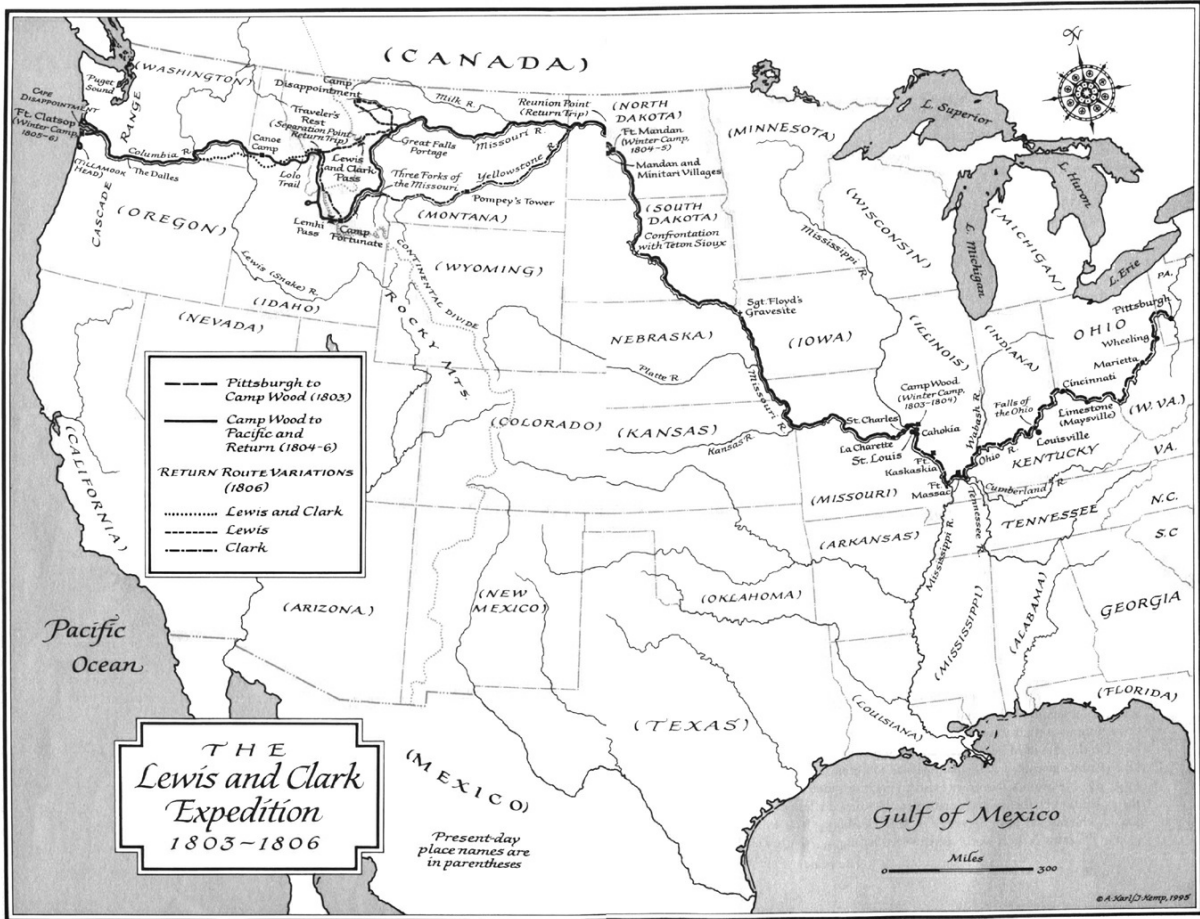 (CANADA)
N
Puget
Sound
(WASHINGTON)
CAPE
DISAPPOINTMENT
Ft. Clatsop
(Winter Camp,
1805-6)
(TILLAMOOK
HEAD)
CASCADE
RANGE
Columbia R.
The Dalles
Canoe
Camp
Lolo
Trail
Lemhi
Pass
Camp
Fortunate
Camp
Disappointment
Traveler's
Rest
(Separation Point-
Return Trip)
Lewis
and Clark
Pass
Milk R.
Great Falls
Portage
Missouri R.
Reunion Point
(Return Trip)
Three Forks of
the Missouri
Yellowstone R.
Pompey's Tower
(MONTANA)
(NORTH
DAKOTA)
Ft. Mandan
(Winter Camp,
1804-5)
Mandan and
Minitari Villages
(SOUTH
DAKOTA)
Confrontation
with Teton Sioux
(MINNESOTA)
L. Superior
(WISCONSIN)
Mississippi R.
L. Michigan
(MICHIGAN)
L. Huron
L. Erie
(OREGON)
Lewis (Snake) R.
(IDAHO)
CONTINENTAL DIVIDE
ROCKY MTS
(WYOMING)
(NEVADA)
(CALIFORNIA)
NEBRASKA)
Platte R.
Sgt. Floyd's
Gravesite
(IOWA)
Missouri R.
(ILLINOIS)
(INDIANA)
OHIO
PA.
Pittsburgh
Wheeling
Marietta
Cincinnati
Limestone
(Maysville)
(W. VA.)
VA.
Camp Wood
(Winter Camp,
1803-1804)
Wabash R.
Falls of
the Ohio
Louisville
Ohio R.
KENTUCKY
St. Charles
Cahokia
La Charette
St. Louis
Ft.
Kaskaskia
Ft.
Massac
Cumberland R.
Tennessee R.
TENNESSEE
N.C.
S.C
(COLORADO)
(KANSAS)
Kansas R.
(MISSOURI)
(ARKANSAS)
Mississippi R.
(ARIZONA)
(NEW
MEXICO)
(OKLAHOMA)
(MISSISSIPPI)
(ALABAMA)
GEORGIA
(FLORIDA)
(LOUISIANA)
(TEXAS)
(MEXICO)
Pacific
Ocean
Gulf of Mexico
Pittsburgh to
Camp Wood (1803)
Camp Wood to
Pacific and
Return (1804-6)
RETURN ROUTE VARIATIONS
(1806)
Lewis and Clark
Lewis
Clark
THE
Lewis and Clark
Expedition
1803~1806
Present-day
place names are
in parentheses
Miles
0 300
© A. Karl/J. Kemp, 1995